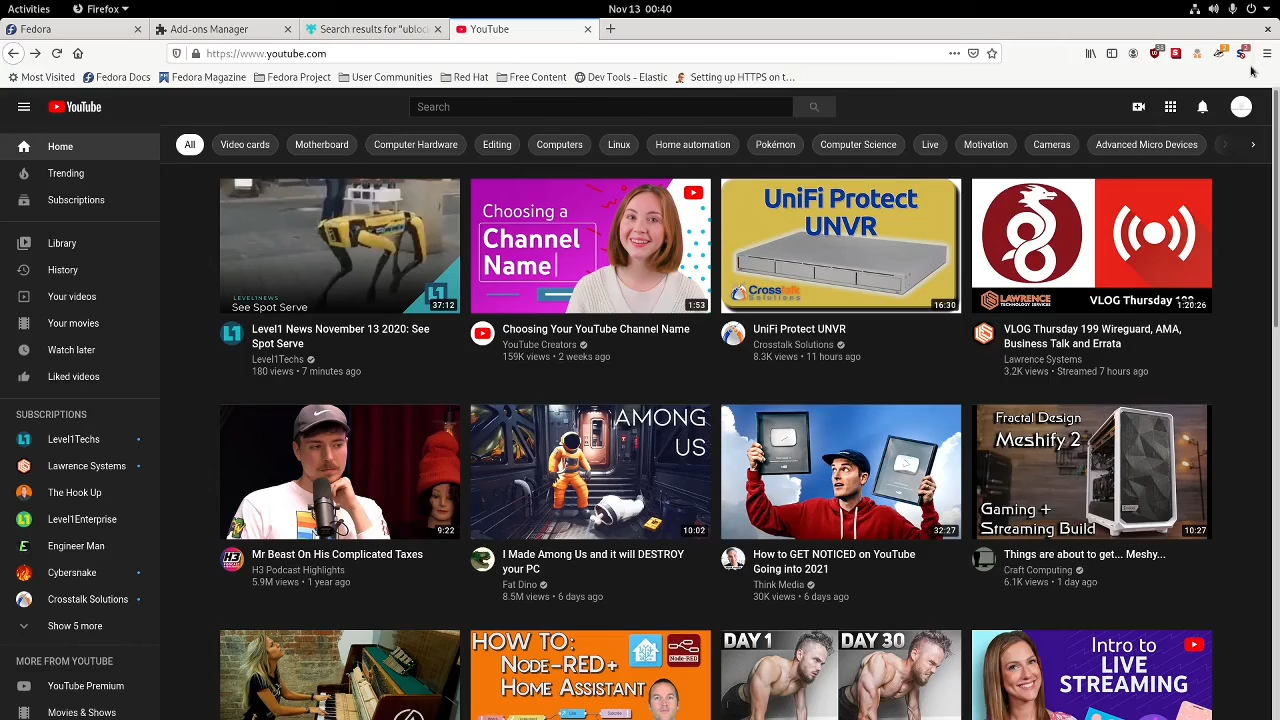 Activities
Firefox
Nov 13 00:40
Fedora
Add-ons Manager
Search results for "ublock
YouTube
https://www.youtube.com
Most Visited
Fedora Docs
Fedora Magazine
Fedora Project
User Communities
Red Hat
Free Content
Dev Tools - Elastic
Setting up HTTPS on t...
YouTube
Search
All
Video cards
Motherboard
Computer Hardware
Editing
Computers
Linux
Home automation
Pokémon
Computer Science
Live
Motivation
Cameras
Advanced Micro Devices
Home
Trending
Subscriptions
Library
History
Your videos
Your movies
Watch later
Liked videos
SUBSCRIPTIONS
Level1Techs
Lawrence Systems
The Hook Up
Level1Enterprise
Engineer Man
Cybersnake
Crosstalk Solutions
Show 5 more
MORE FROM YOUTUBE
YouTube Premium
Movies & Shows
LEVEL1NEWS
See Spot Serve
37:12
Level1 News November 13 2020: See
Spot Serve
Level1Techs
180 views • 7 minutes ago
Choosing a
Channel
Name
1:53
Choosing Your YouTube Channel Name
YouTube Creators
159K views • 2 weeks ago
UniFi Protect
UNVR
Crosstalk
Solutions
16:30
UniFi Protect UNVR
Crosstalk Solutions
8.3K views • 11 hours ago
LAWRENCE
TECHNOLOGY SERVICES
VLOG Thursday 199
1:20:26
VLOG Thursday 199 Wireguard, AMA,
Business Talk and Errata
Lawrence Systems
3.2K views • Streamed 7 hours ago
9:22
Mr Beast On His Complicated Taxes
H3 Podcast Highlights
5.9M views • 1 year ago
AMONG
US
10:02
I Made Among Us and it will DESTROY
your PC
Fat Dino
8.5M views • 6 days ago
32:27
How to GET NOTICED on YouTube
Going into 2021
Think Media
30K views • 6 days ago
Fractal Design
Meshify 2
Gaming +
Streaming Build
10:27
Things are about to get... Meshy...
Craft Computing
6.1K views • 1 day ago
HOW TO:
NODE-RED+
HOME ASSISTANT
Node-RED
DAY 1
DAY 30
Intro to
LIVE
STREAMING